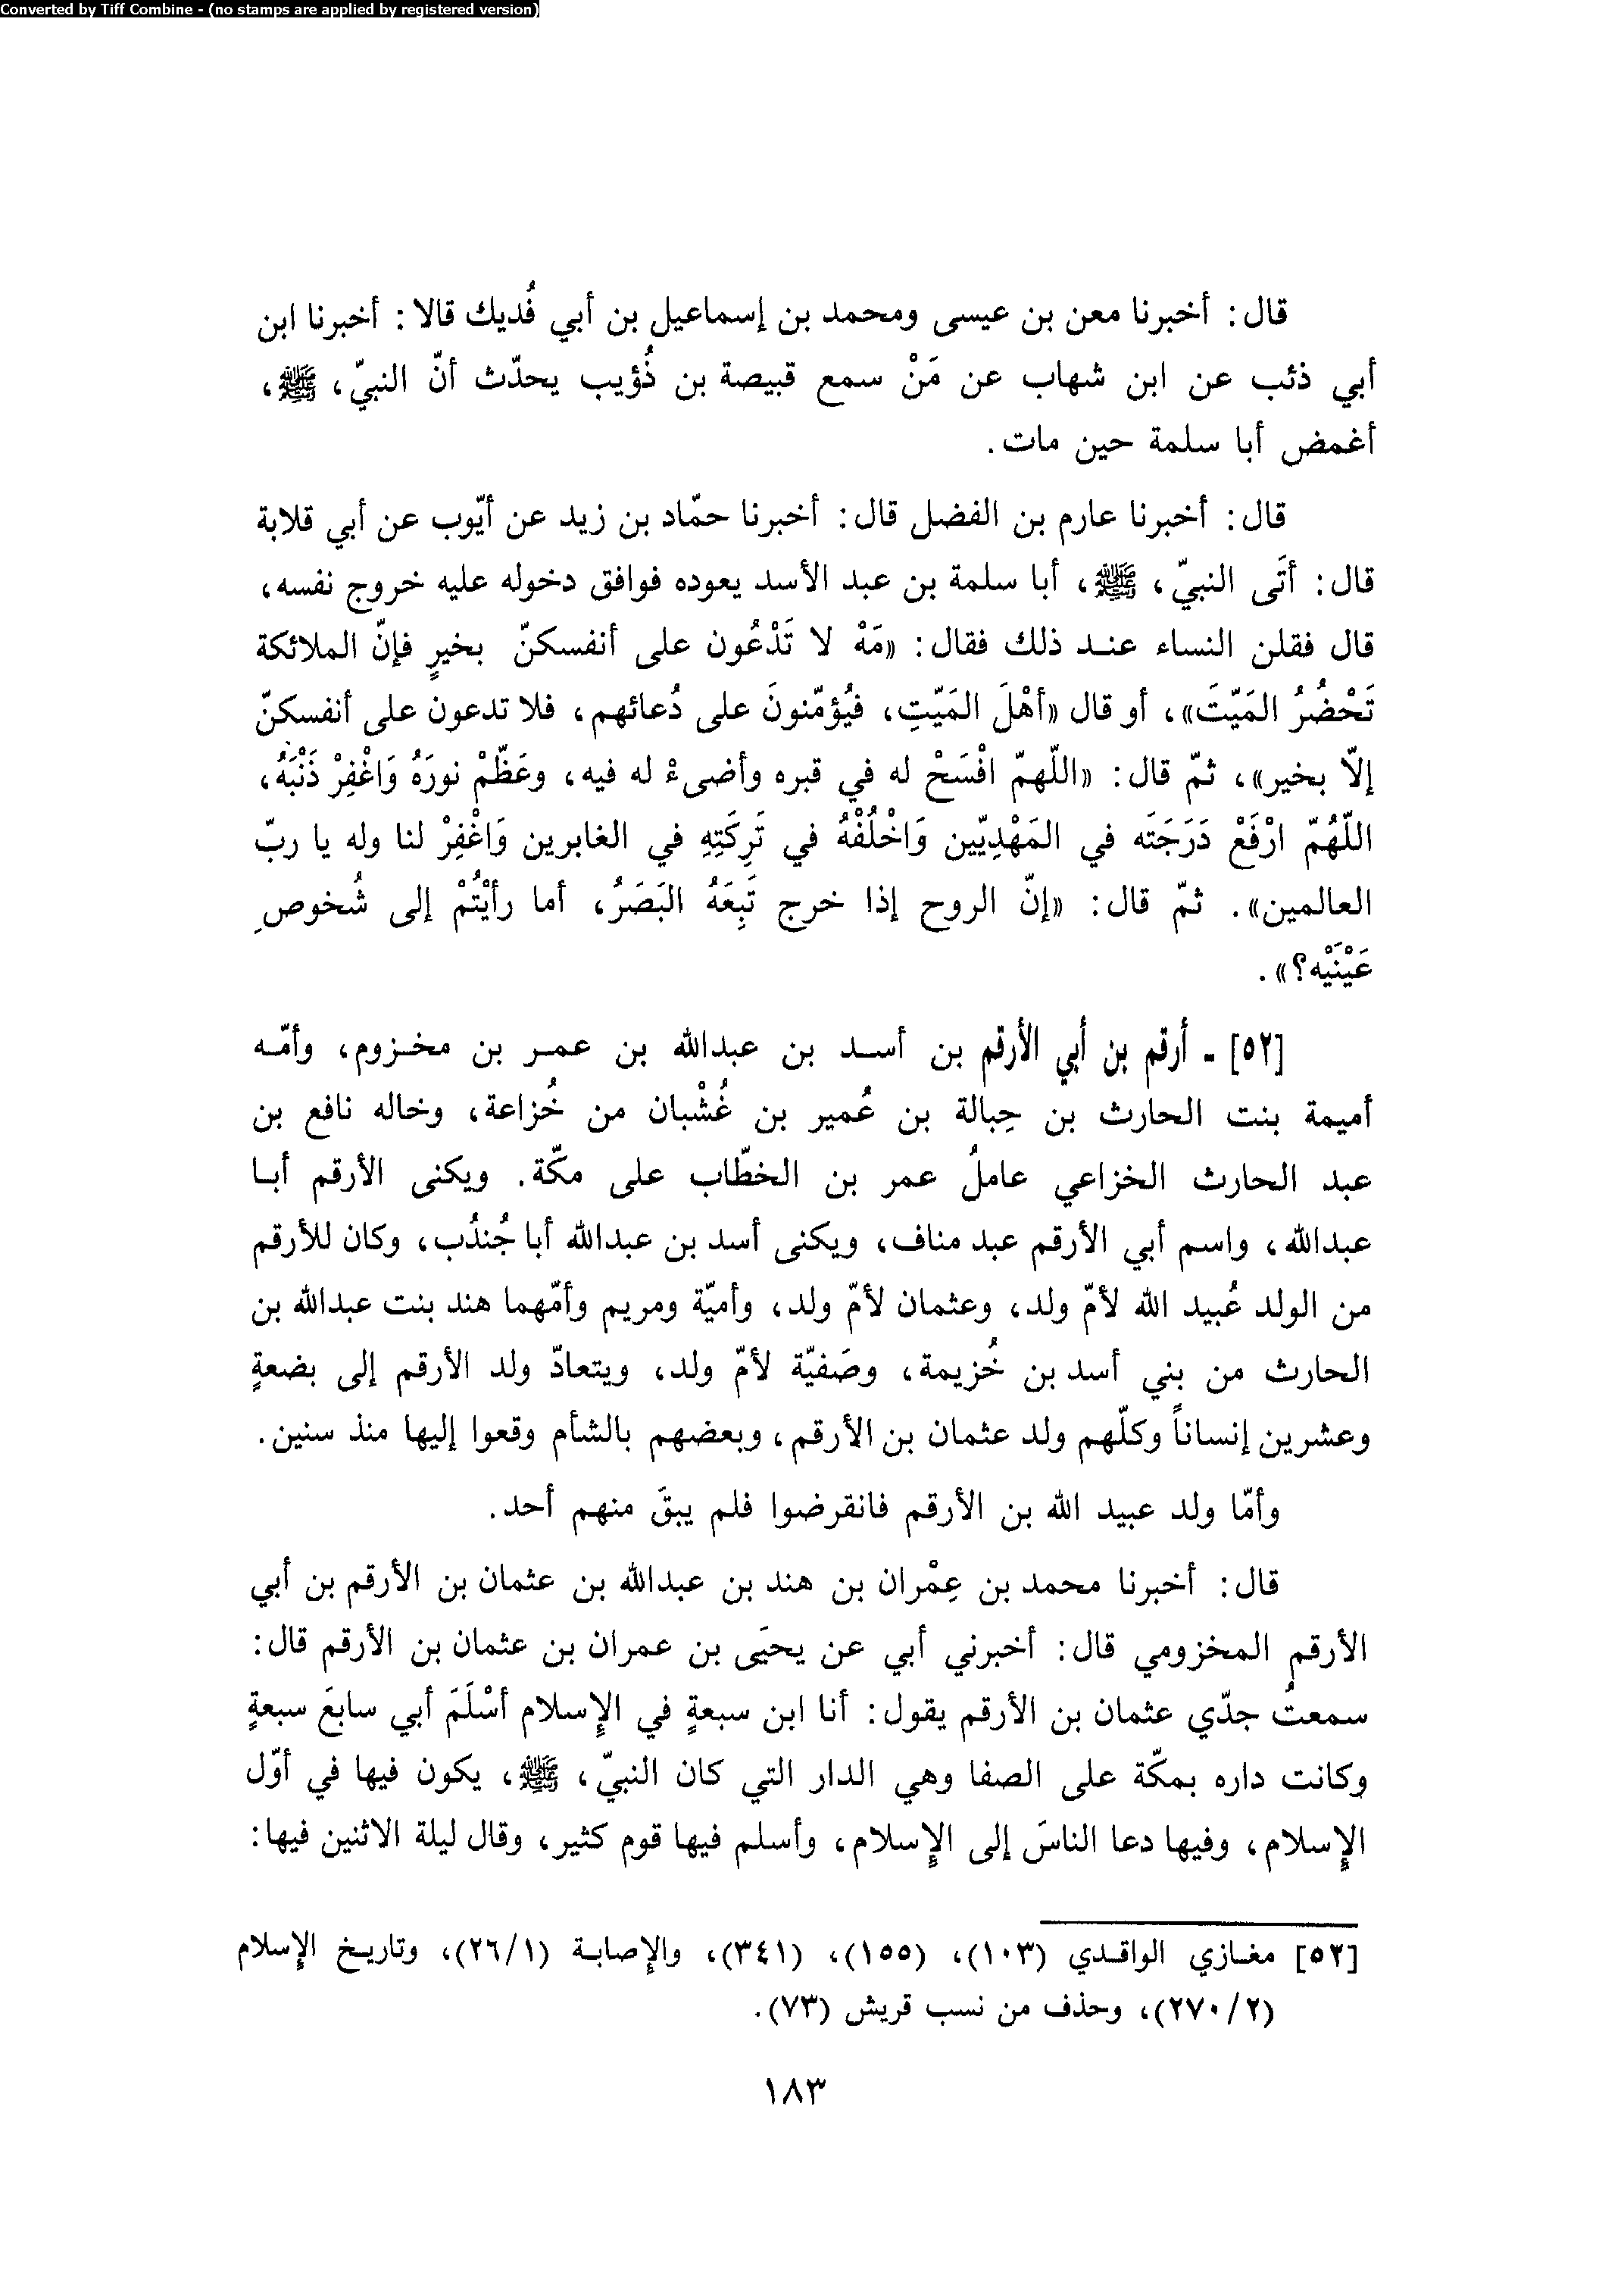 Converted by Tiff Combine - (no stamps are applied by registered version)
قال: أخبرنا معن بن عيسى ومحمد بن إسماعيل بن أبي فُديك قالا: أخبرنا ابن
أبي ذئب عن ابن شهاب عن مَنْ سمع قبيصة بن ذُؤيب يحدّث أنّ النبيّ، ﷺ،
أغمض أبا سلمة حين مات.
قال: أخبرنا عارم بن الفضل قال: أخبرنا حمّاد بن زيد عن أيّوب عن أبي قلابة
قال: أتَى النبيّ، ﷺ، أبا سلمة بن عبد الأسد يعوده فوافق دخوله عليه خروج نفسه،
قال فقلن النساء عند ذلك فقال: «مَهْ لا تَدْعُون على أنفسكنّ بخيرٍ فإنّ الملائكة
تَحْضُرُ المَيّتَ»، أو قال «أهْلَ المَيّتِ، فيُؤمّنونَ على دُعائهم، فلا تدعون على أنفسكنّ
إلاّ بخير»، ثمّ قال: «اللّهمّ افْسَحْ له في قبره وأضىءْ له فيه، وعَظّمْ نورَهُ وَاغْفِرْ ذَنْبَهُ،
اللّهُمّ ارْفَعْ دَرَجَتَه في المَهْدِيّين وَاخْلُفْهُ في تَرِكَتِهِ في الغابرين وَاغْفِرْ لنا وله يا ربّ
العالمين». ثمّ قال: «إنّ الروح إذا خرج تَبِعَهُ البَصَرُ، أما رأيْتُمْ إلى شُخوصِ
عَيْنَيْه؟».
[٥٢] - أرقم بن أبي الأرقم بن أسد بن عبدالله بن عمر بن مخزوم، وأمّه
أميمة بنت الحارث بن حِبالة بن عُمير بن غُشْبان من خُزاعة، وخاله نافع بن
عبد الحارث الخزاعي عاملُ عمر بن الخطّاب على مكّة. ويكنى الأرقم أبا
عبدالله، واسم أبي الأرقم عبد مناف، ويكنى أسد بن عبدالله أبا جُندُب، وكان للأرقم
من الولد عُبيد الله لأمّ ولد، وعثمان لأمّ ولد، وأميّة ومريم وأمّهما هند بنت عبدالله بن
الحارث من بني أسد بن خُزيمة، وصَفيّة لأمّ ولد، ويتعادّ ولد الأرقم إلى بضعةٍ
وعشرين إنساناً وكلّهم ولد عثمان بن الأرقم، وبعضهم بالشأم وقعوا إليها منذ سنين.
وأمّا ولد عبيد الله بن الأرقم فانقرضوا فلم يبقَ منهم أحد.
قال: أخبرنا محمد بن عِمْران بن هند بن عبدالله بن عثمان بن الأرقم بن أبي
الأرقم المخزومي قال: أخبرني أبي عن يحيَى بن عمران بن عثمان بن الأرقم قال:
سمعتُ جدّي عثمان بن الأرقم يقول: أنا ابن سبعةٍ في الإسلام أسْلَمَ أبي سابعَ سبعةٍ
وكانت داره بمكّة على الصفا وهي الدار التي كان النبيّ، ﷺ، يكون فيها في أوّل
الإسلام، وفيها دعا الناسَ إلى الإسلام، وأسلم فيها قوم كثير، وقال ليلة الاثنين فيها:
[٥٢] مغازي الواقدي (١٠٣)، (١٥٥)، (٣٤١)، والإصابة (٢٦/١)، وتاريخ الإسلام
(٢٧٠/٢)، وحذف من نسب قريش (٧٣).
١٨٣